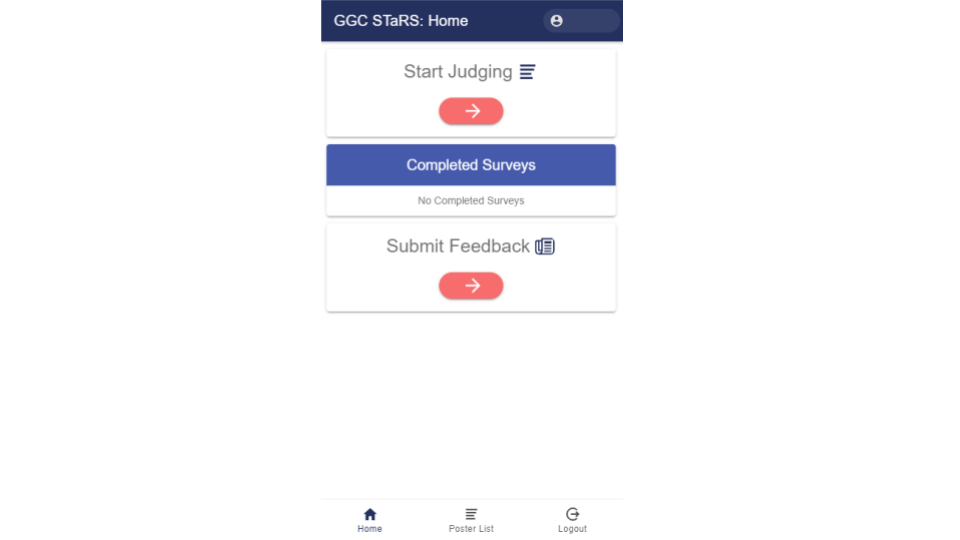 GGC STaRS: Home
Start Judging
Completed Surveys
No Completed Surveys
Submit Feedback
Home
Poster List
Logout